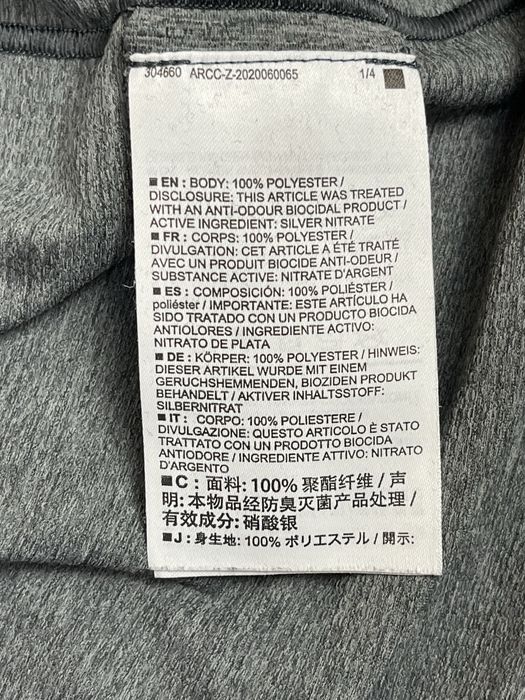 304660 ARCC-Z-2020060065 1/4
EN : BODY: 100% POLYESTER /
DISCLOSURE: THIS ARTICLE WAS TREATED
WITH AN ANTI-ODOUR BIOCIDAL PRODUCT /
ACTIVE INGREDIENT: SILVER NITRATE
FR : CORPS: 100% POLYESTER /
DIVULGATION: CET ARTICLE A ÉTÉ TRAITÉ
AVEC UN PRODUIT BIOCIDE ANTI-ODEUR /
SUBSTANCE ACTIVE: NITRATE D'ARGENT
ES : COMPOSICIÓN: 100% POLIÉSTER /
poliéster / IMPORTANTE: ESTE ARTÍCULO HA
SIDO TRATADO CON UN PRODUCTO BIOCIDA
ANTIOLORES / INGREDIENTE ACTIVO:
NITRATO DE PLATA
DE : KÖRPER: 100% POLYESTER / HINWEIS:
DIESER ARTIKEL WURDE MIT EINEM
GERUCHSHEMMENDEN, BIOZIDEN PRODUKT
BEHANDELT / AKTIVER INHALTSSTOFF:
SILBERNITRAT
IT : CORPO: 100% POLIESTERE /
DIVULGAZIONE: QUESTO ARTICOLO È STATO
TRATTATO CON UN PRODOTTO BIOCIDA
ANTIODORE / INGREDIENTE ATTIVO: NITRATO
D'ARGENTO
C : 面料: 100% 聚酯纤维 / 声
明: 本物品经防臭灭菌产品处理 /
有效成分: 硝酸银
J : 身生地: 100% ポリエステル / 開示: